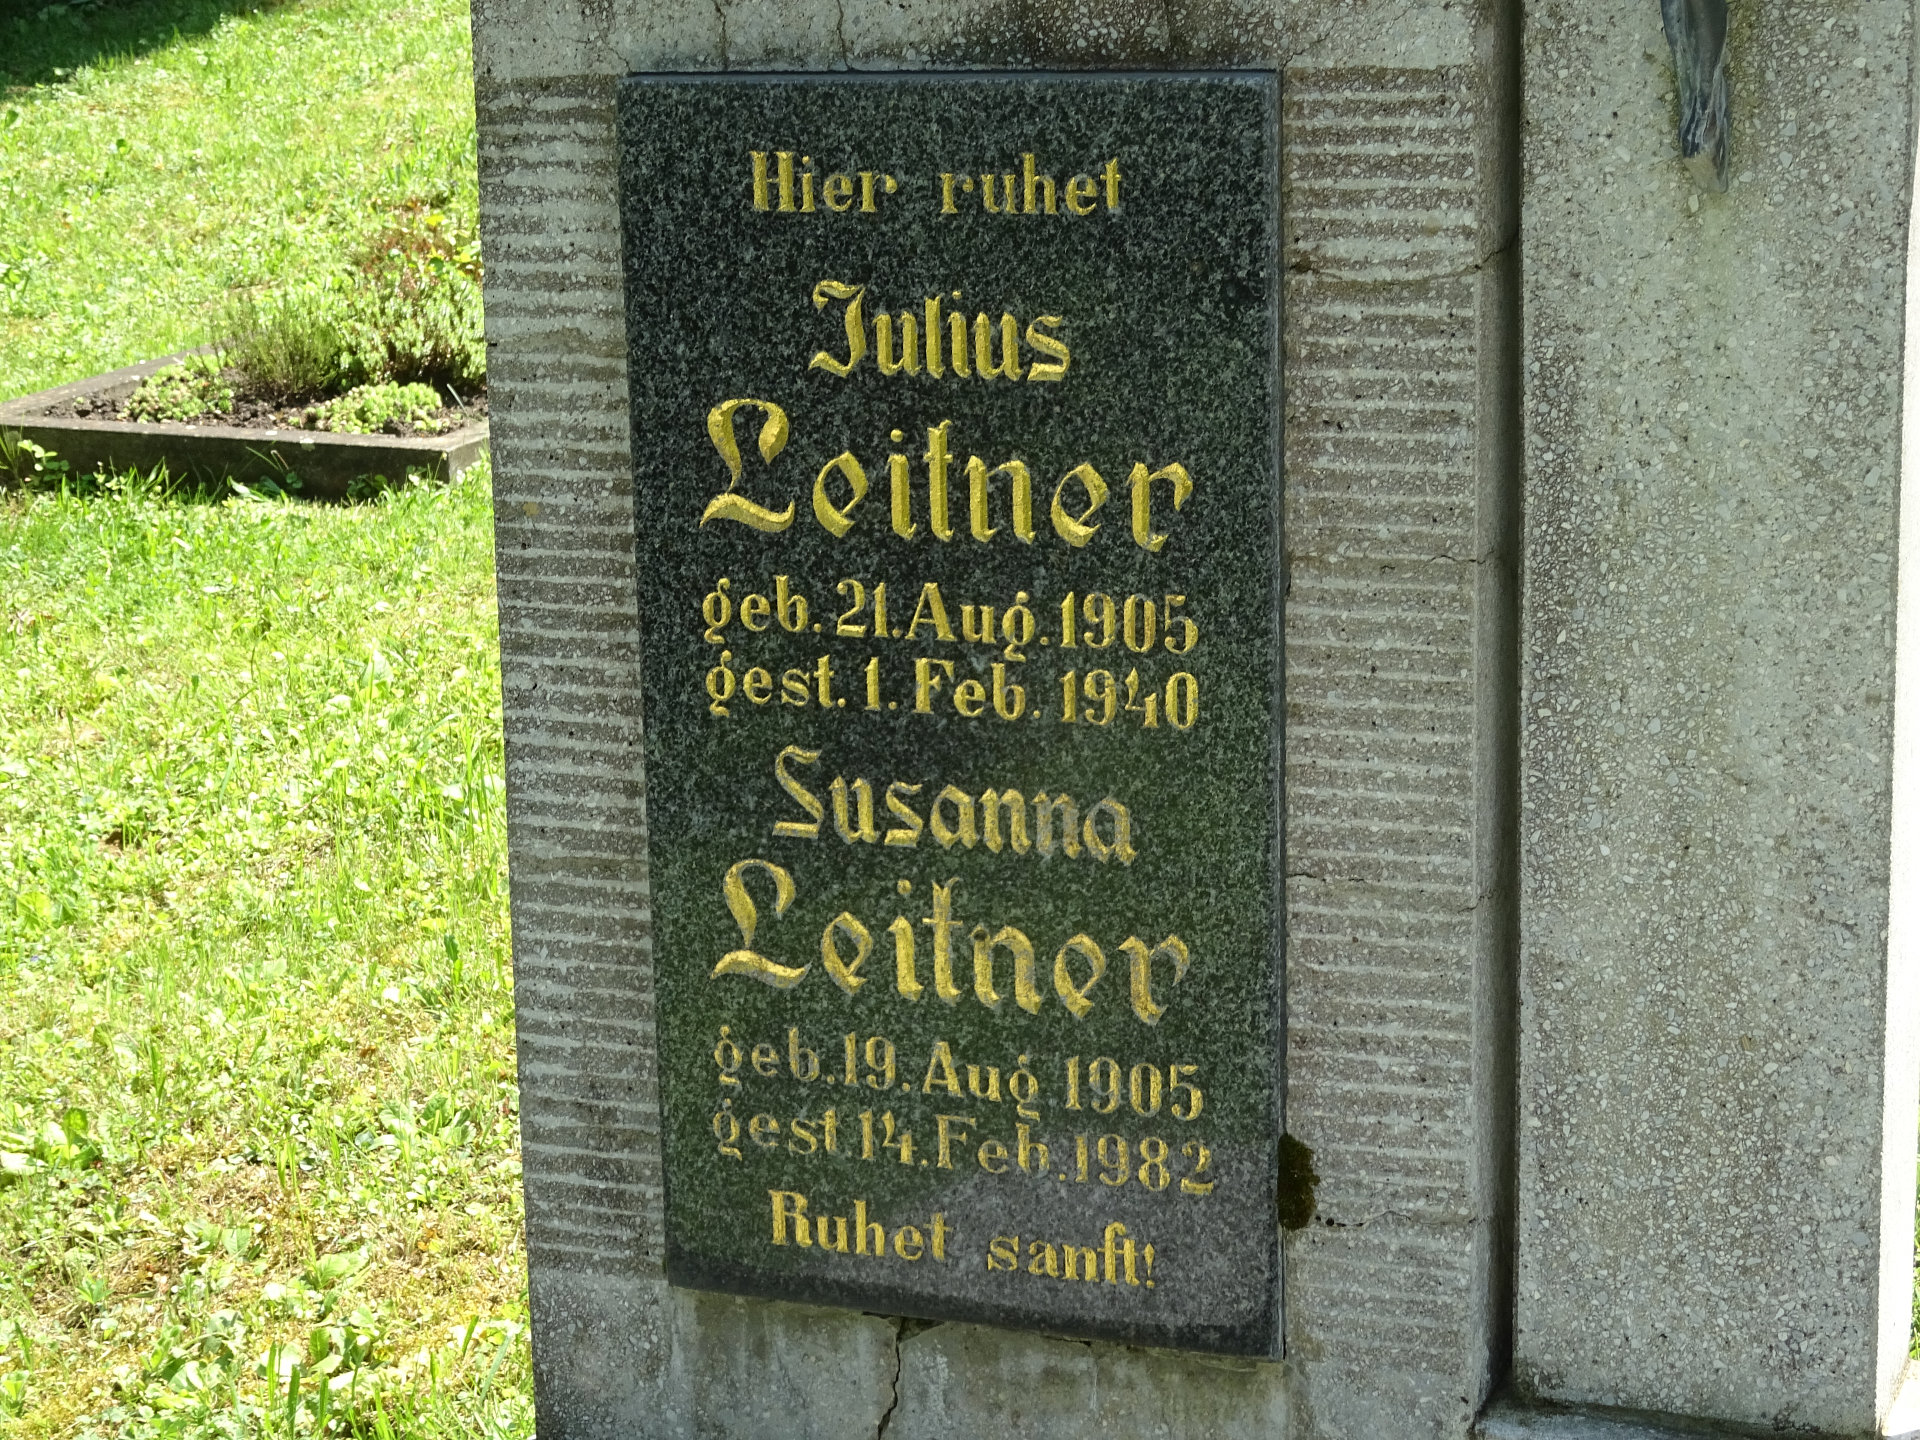 Hier ruhet
Julius
Leitner
geb. 21. Aug. 1905
gest. 1. Feb. 1940
Susanna
Leitner
geb. 19. Aug 1905
gest. 14. Feb. 1982
Ruhet sanft!